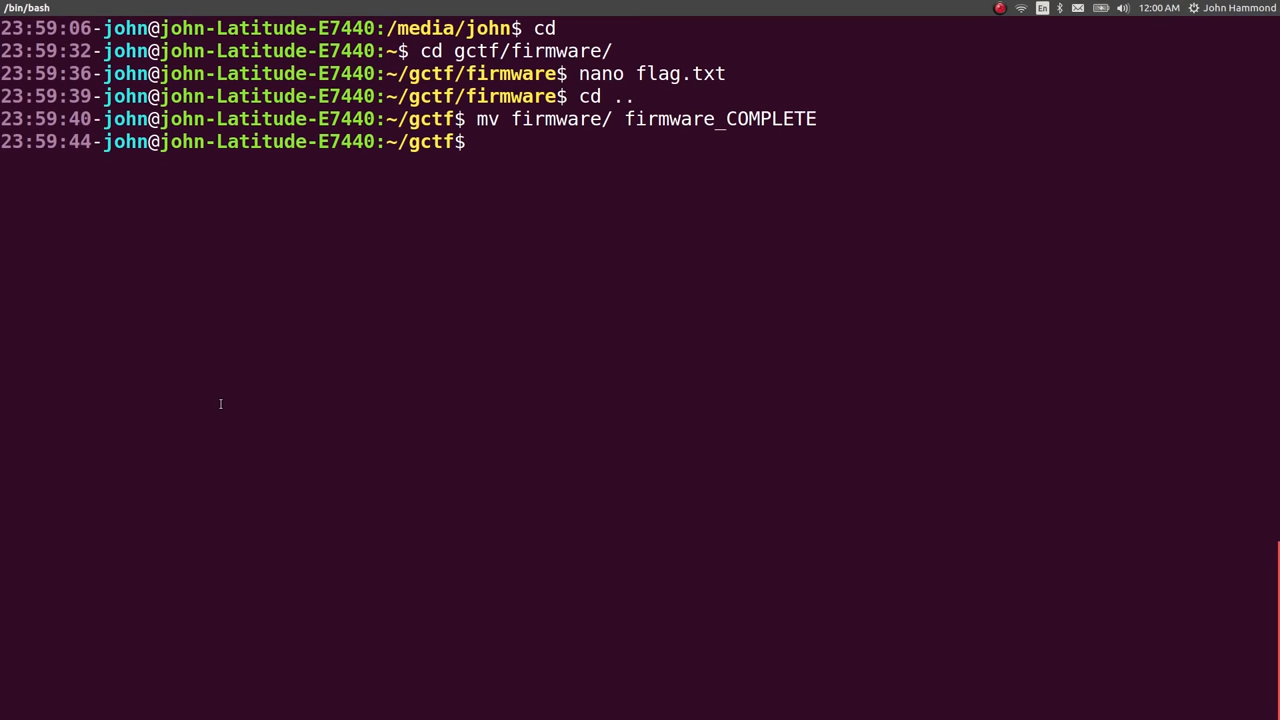 /bin/bash
En
12:00 AM
John Hammond
23:59:06-john@john-Latitude-E7440:/media/john$ cd
23:59:32-john@john-Latitude-E7440:~$ cd gctf/firmware/
23:59:36-john@john-Latitude-E7440:~/gctf/firmware$ nano flag.txt
23:59:39-john@john-Latitude-E7440:~/gctf/firmware$ cd ..
23:59:40-john@john-Latitude-E7440:~/gctf$ mv firmware/ firmware_COMPLETE
23:59:44-john@john-Latitude-E7440:~/gctf$